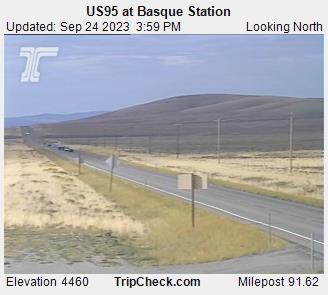 US95 at Basque Station
Updated: Sep 24 2023 3:59 PM Looking North
Elevation 4460 TripCheck.com Milepost 91.62